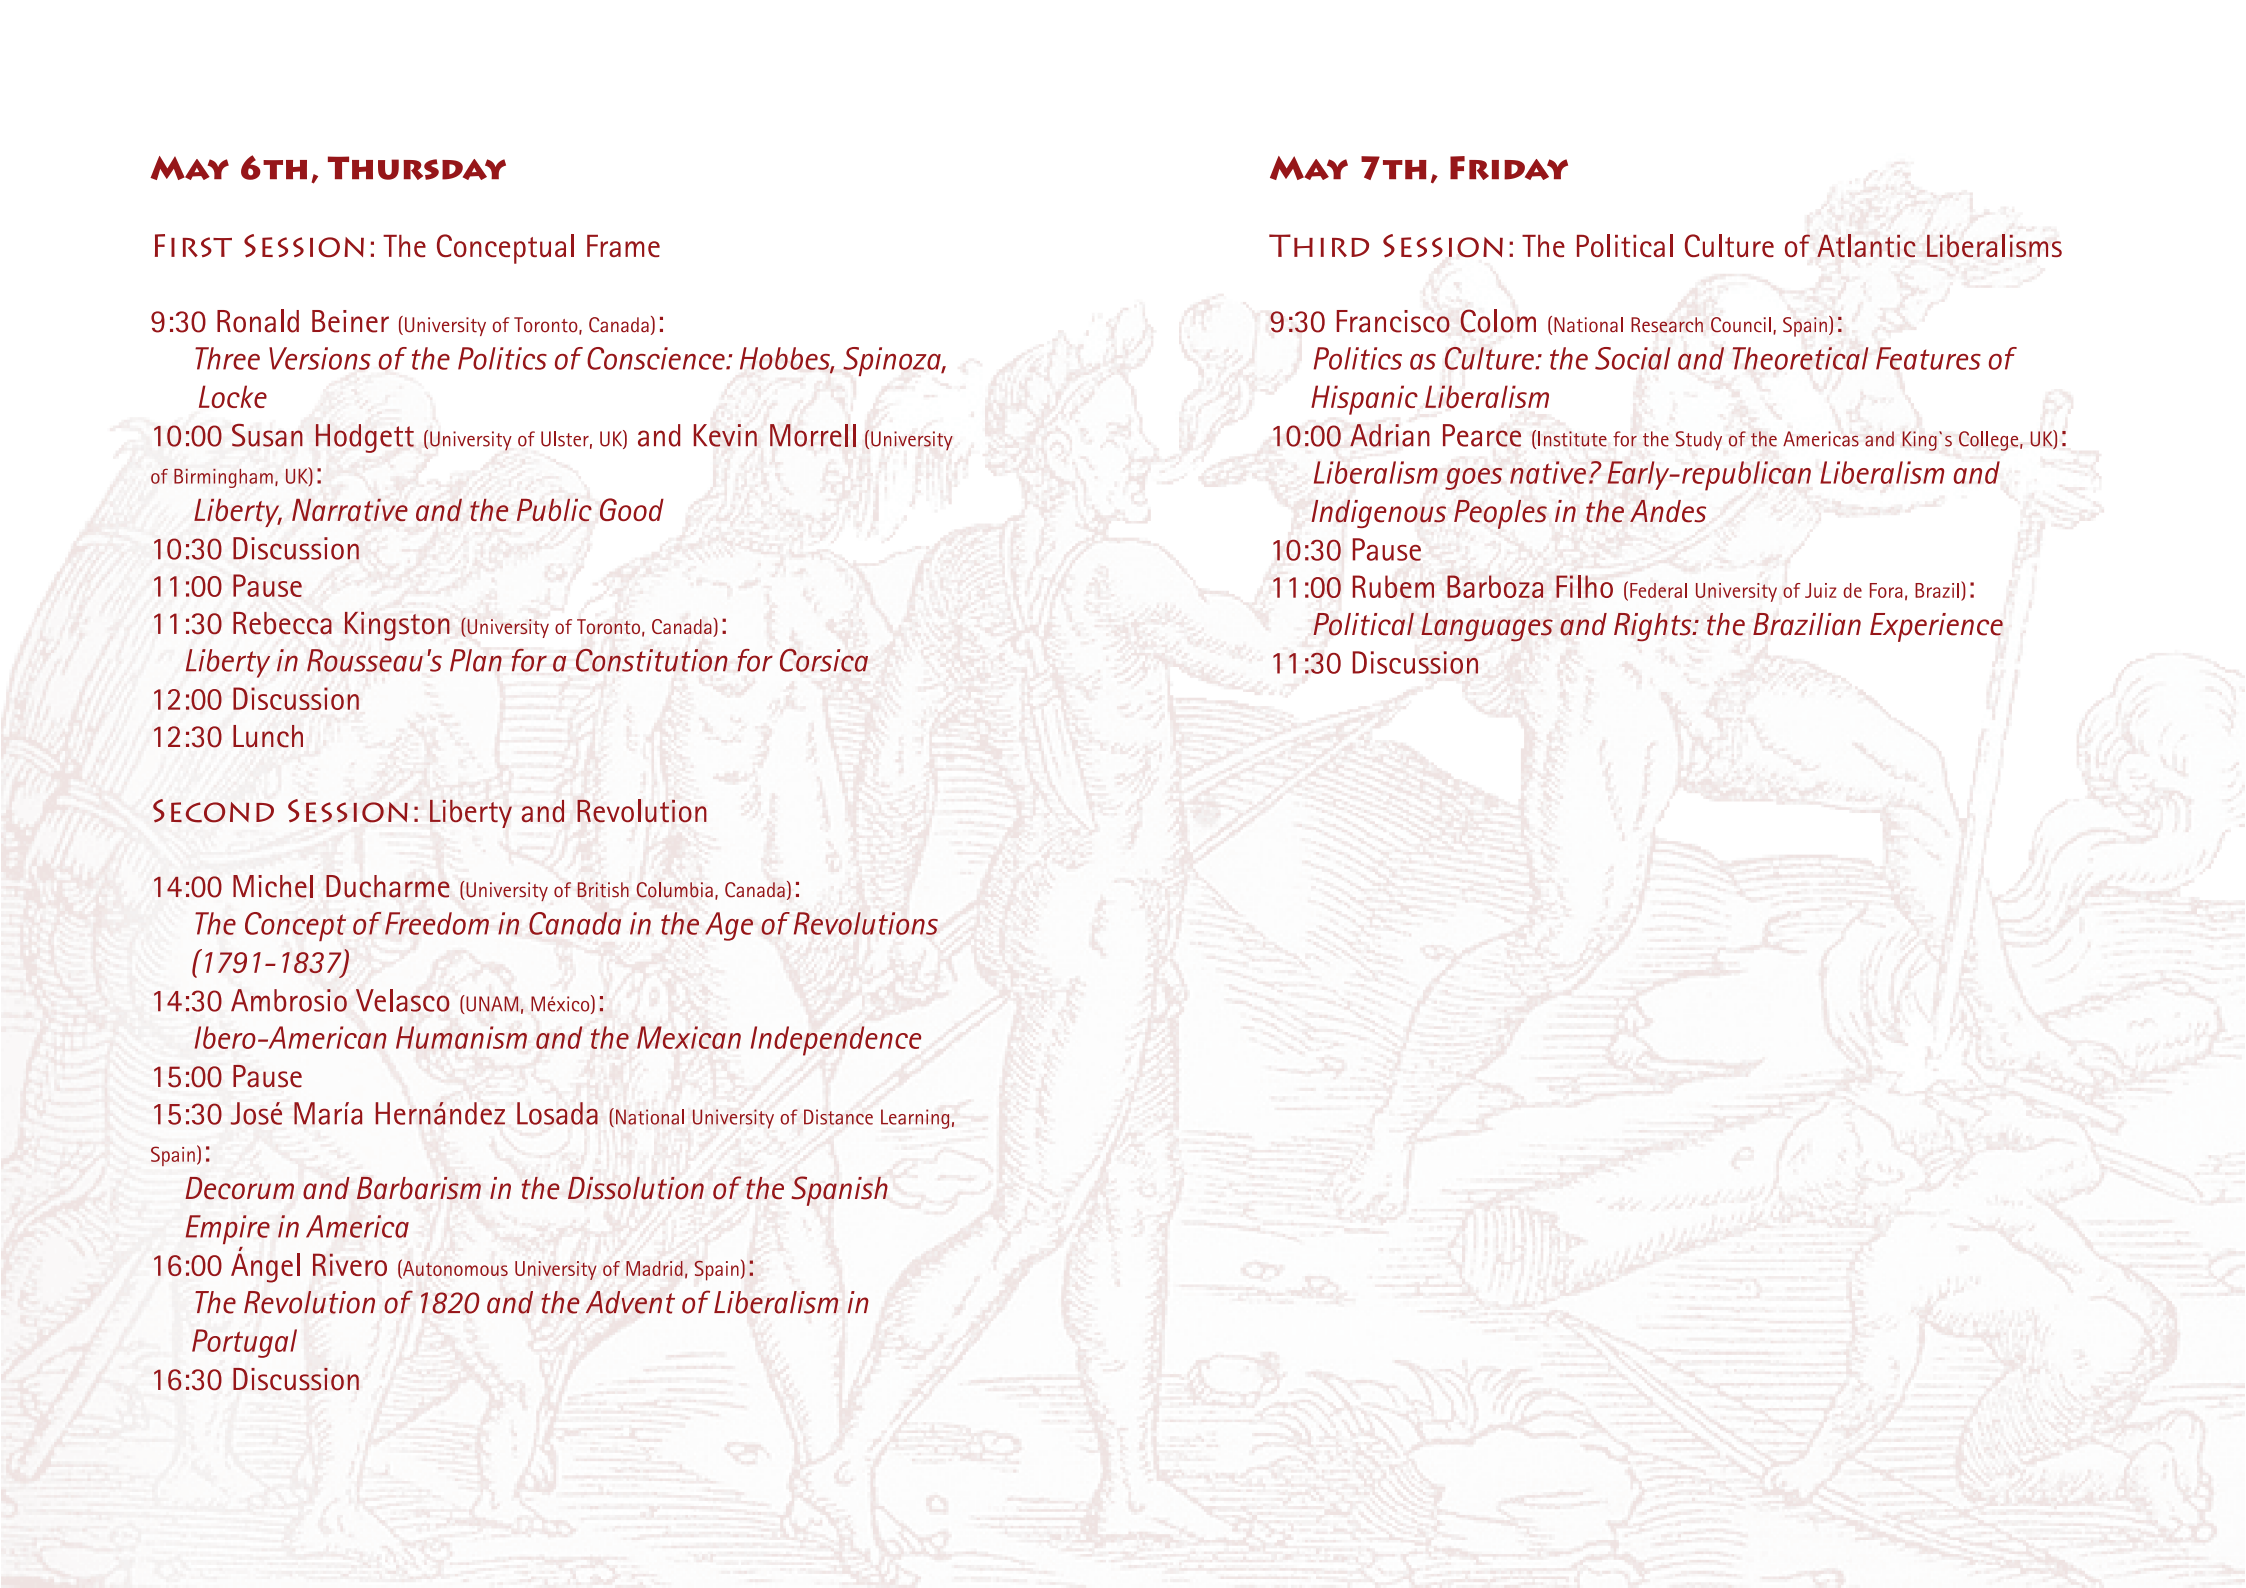 May 6th, Thursday
First Session: The Conceptual Frame
9:30 Ronald Beiner (University of Toronto, Canada):
Three Versions of the Politics of Conscience: Hobbes, Spinoza,
Locke
10:00 Susan Hodgett (University of Ulster, UK) and Kevin Morrell (University
of Birmingham, UK):
Liberty, Narrative and the Public Good
10:30 Discussion
11:00 Pause
11:30 Rebecca Kingston (University of Toronto, Canada):
Liberty in Rousseau's Plan for a Constitution for Corsica
12:00 Discussion
12:30 Lunch
Second Session: Liberty and Revolution
14:00 Michel Ducharme (University of British Columbia, Canada):
The Concept of Freedom in Canada in the Age of Revolutions
(1791-1837)
14:30 Ambrosio Velasco (UNAM, México):
Ibero-American Humanism and the Mexican Independence
15:00 Pause
15:30 José María Hernández Losada (National University of Distance Learning,
Spain):
Decorum and Barbarism in the Dissolution of the Spanish
Empire in America
16:00 Ángel Rivero (Autonomous University of Madrid, Spain):
The Revolution of 1820 and the Advent of Liberalism in
Portugal
16:30 Discussion
May 7th, Friday
Third Session: The Political Culture of Atlantic Liberalisms
9:30 Francisco Colom (National Research Council, Spain):
Politics as Culture: the Social and Theoretical Features of
Hispanic Liberalism
10:00 Adrian Pearce (Institute for the Study of the Americas and King`s College, UK):
Liberalism goes native? Early-republican Liberalism and
Indigenous Peoples in the Andes
10:30 Pause
11:00 Rubem Barboza Filho (Federal University of Juiz de Fora, Brazil):
Political Languages and Rights: the Brazilian Experience
11:30 Discussion